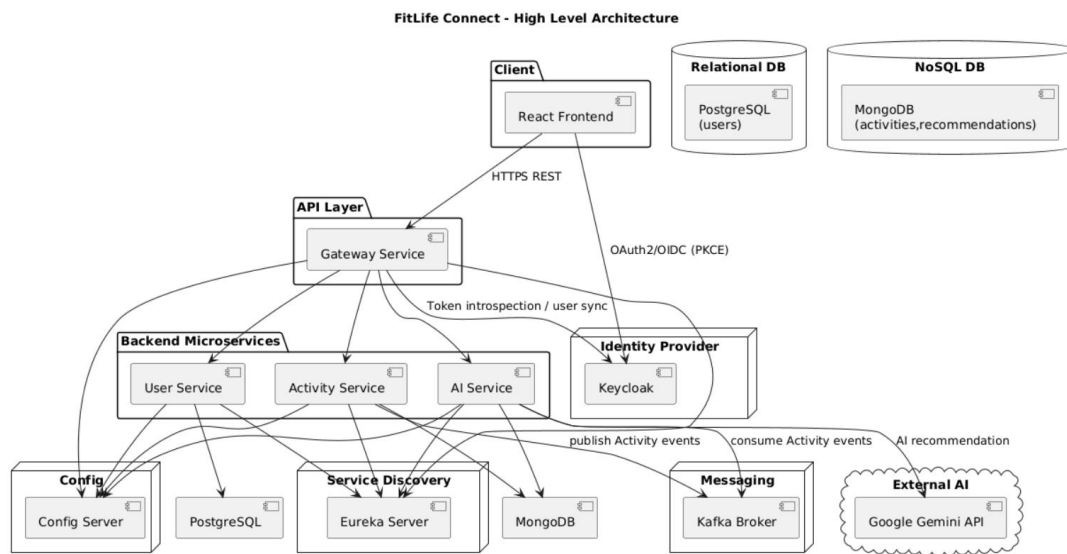 FitLife Connect - High Level Architecture
Client
React Frontend
Relational DB
PostgreSQL
(users)
NoSQL DB
MongoDB
(activities,recommendations)
HTTPS REST
API Layer
Gateway Service
OAuth2/OIDC (PKCE)
Token introspection / user sync
Backend Microservices
User Service
Activity Service
AI Service
Identity Provider
Keycloak
publish Activity events
consume Activity events
AI recommendation
Config
Config Server
PostgreSQL
Service Discovery
Eureka Server
MongoDB
Messaging
Kafka Broker
External AI
Google Gemini API